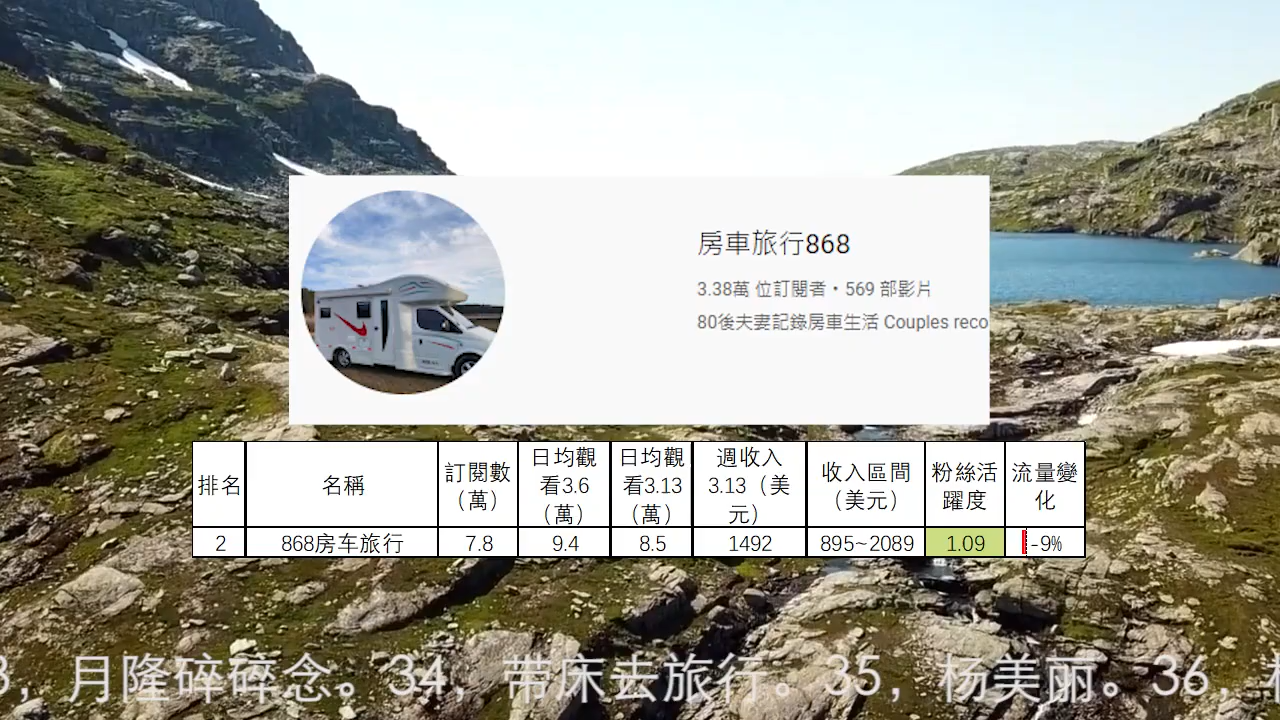 房車旅行868
3.38萬 位訂閱者・569 部影片
80後夫妻記錄房車生活 Couples reco
排名 名稱 訂閱數（萬） 日均觀看3.6（萬） 日均觀看3.13（萬） 週收入3.13（美元） 收入區間（美元） 粉絲活躍度 流量變化
2 868房车旅行 7.8 9.4 8.5 1492 895~2089 1.09 -9%
，月隆碎碎念。34，带床去旅行。35，杨美丽。36，